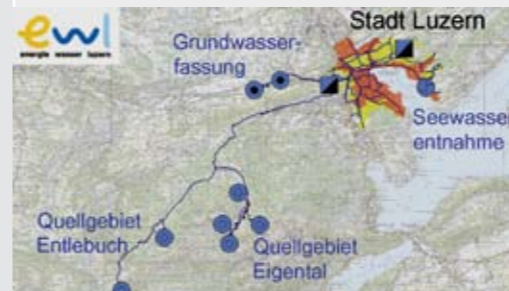 ewl
energie wasser luzern
Stadt Luzern
Grundwasser-
fassung
Seewasser
entnahme
Quellgebiet
Entlebuch
Quellgebiet
Eigental